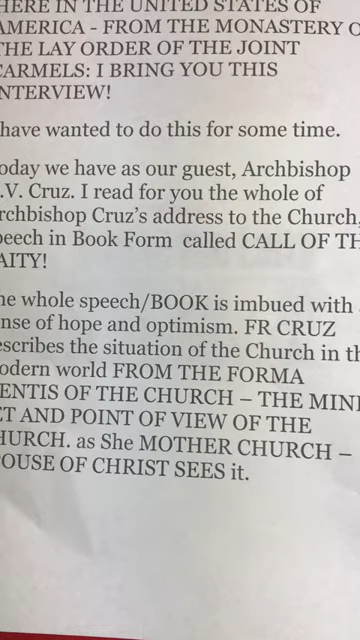 HERE IN THE UNITED STATES OF
AMERICA - FROM THE MONASTERY O
THE LAY ORDER OF THE JOINT
CARMELS: I BRING YOU THIS
NTERVIEW!
have wanted to do this for some time.
oday we have as our guest, Archbishop
.V. Cruz. I read for you the whole of
rchbishop Cruz's address to the Church,
peech in Book Form called CALL OF TH
AITY!
he whole speech/BOOK is imbued with
nse of hope and optimism. FR CRUZ
escribes the situation of the Church in th
odern world FROM THE FORMA
ENTIS OF THE CHURCH – THE MIND
ET AND POINT OF VIEW OF THE
HURCH. as She MOTHER CHURCH –
POUSE OF CHRIST SEES it.